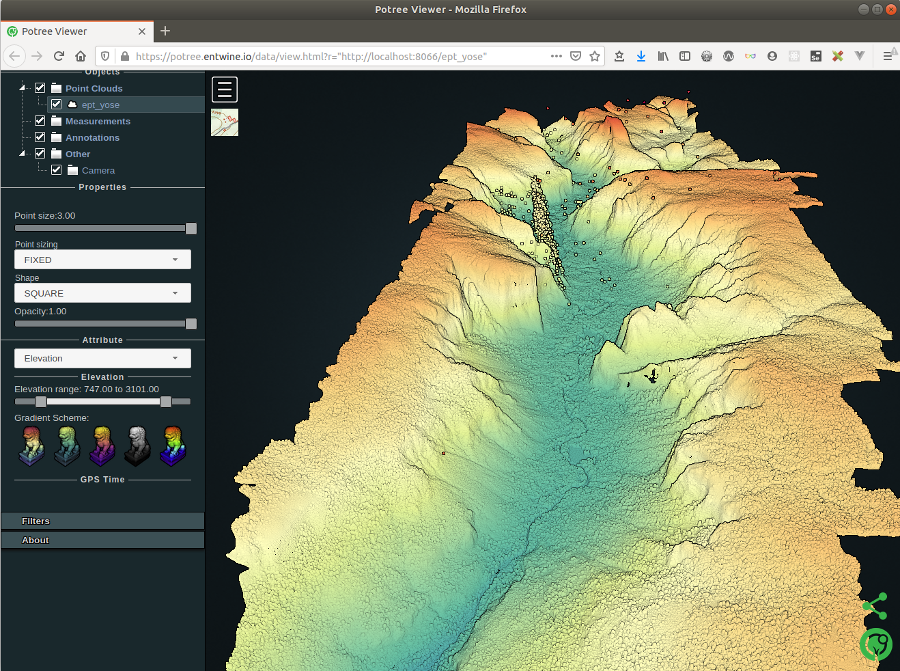 Potree Viewer - Mozilla Firefox
Potree Viewer
https://potree.entwine.io/data/view.html?r="http://localhost:8066/ept_yose"
Objects
Point Clouds
ept_yose
Measurements
Annotations
Other
Camera
Properties
Point size:3.00
Point sizing
FIXED
Shape
SQUARE
Opacity:1.00
Attribute
Elevation
Elevation
Elevation range: 747.00 to 3101.00
Gradient Scheme:
GPS Time
Filters
About